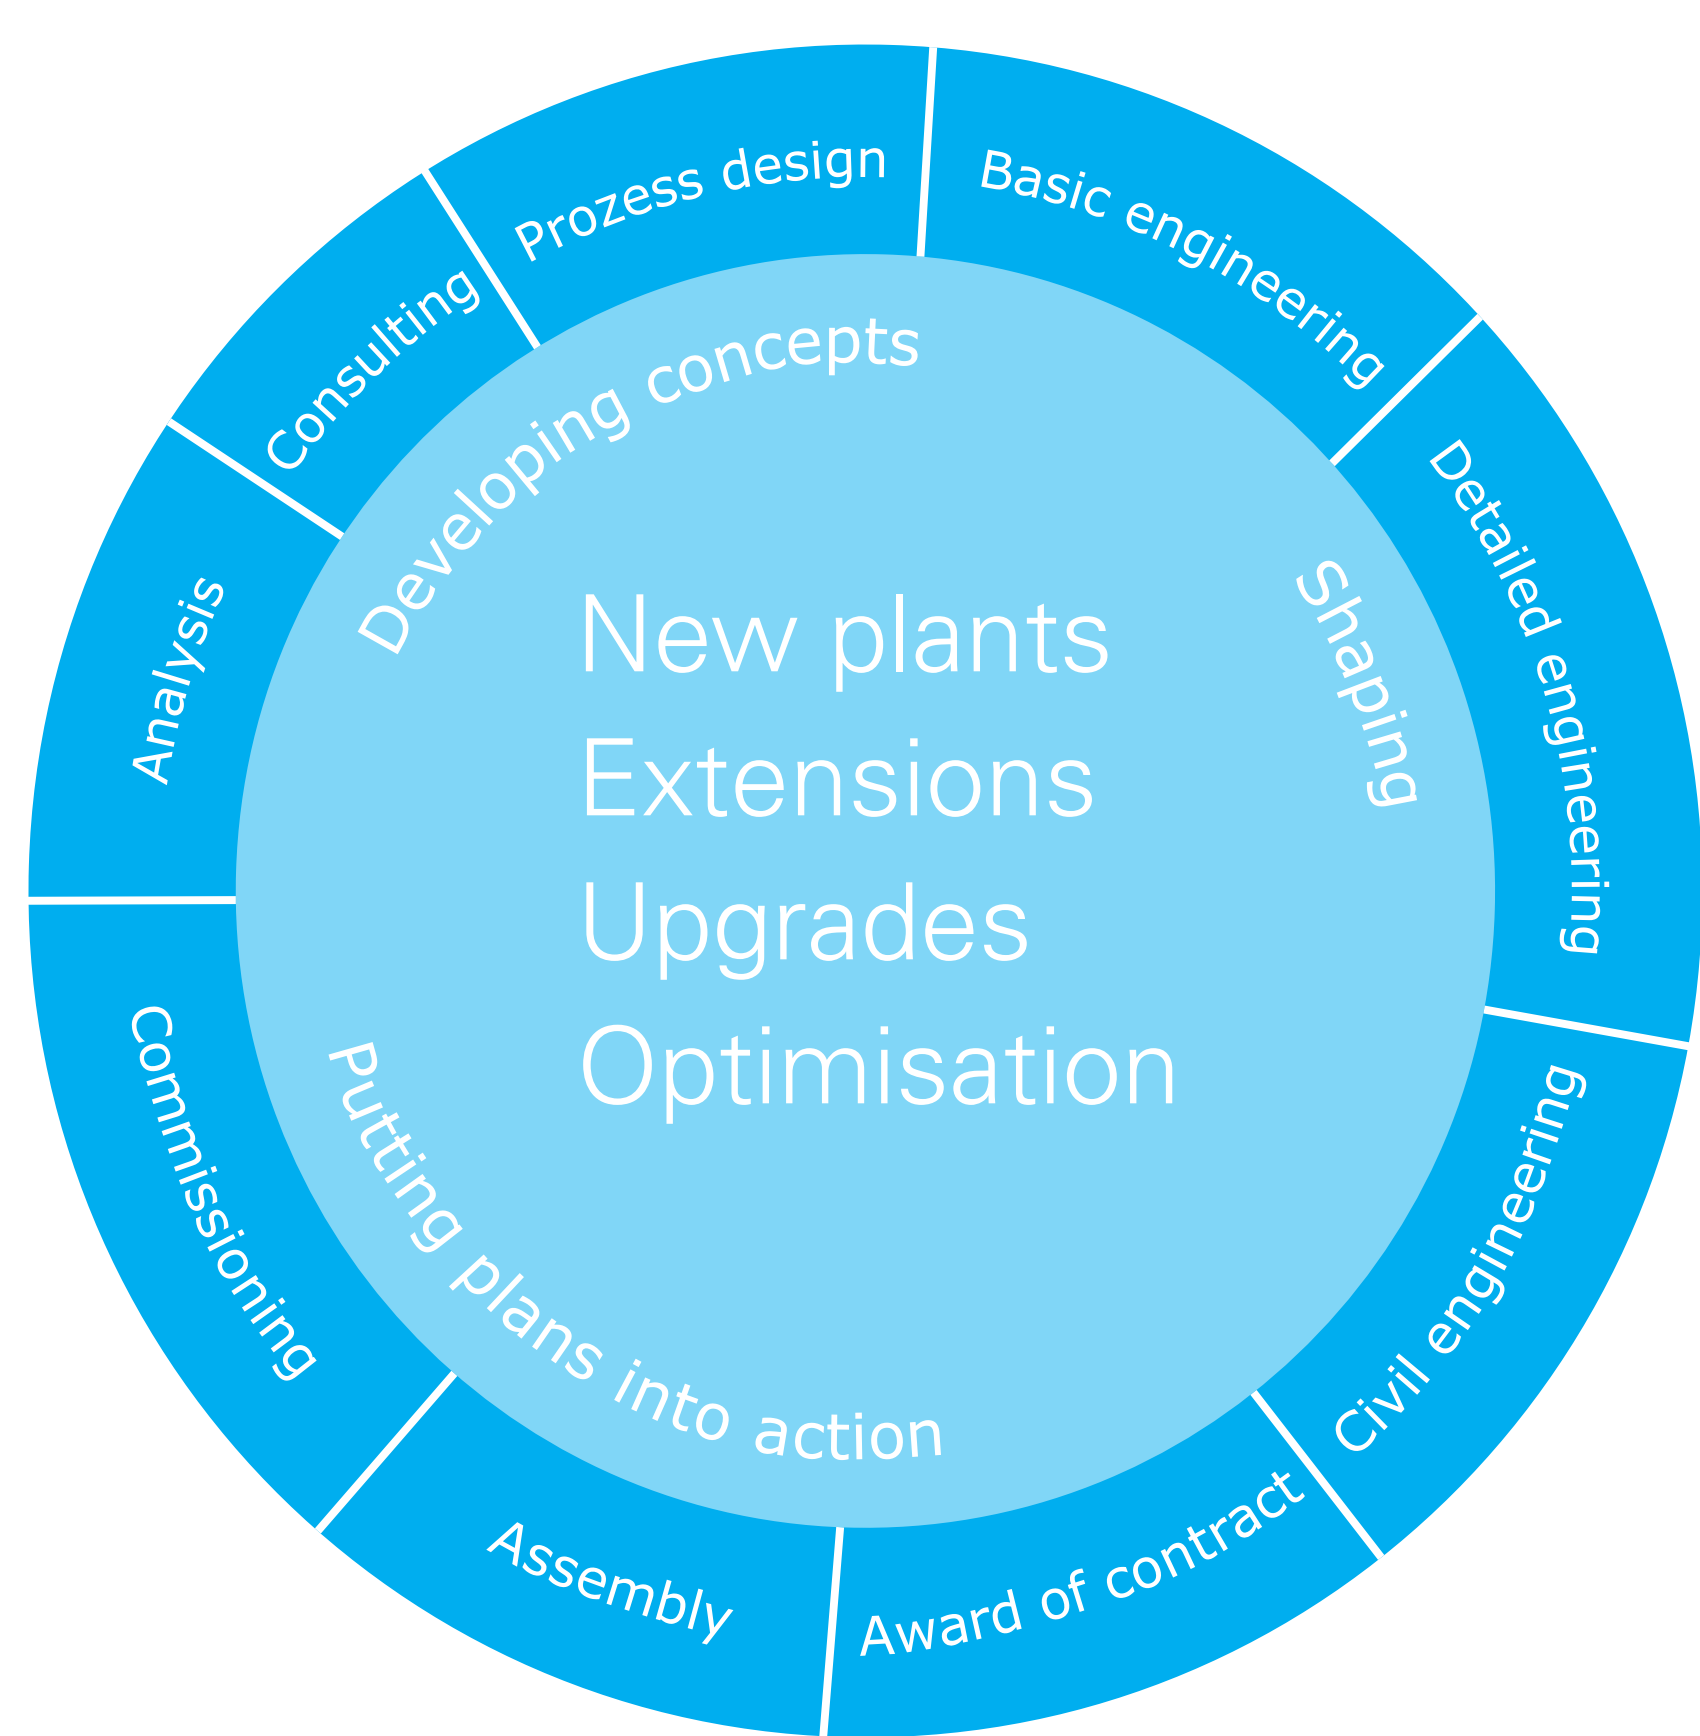 Analysis
Consulting
Prozess design
Basic engineering
Detailed engineering
Civil engineering
Award of contract
Assembly
Commissioning
Developing concepts
Shaping
Putting plans into action
New plants
Extensions
Upgrades
Optimisation